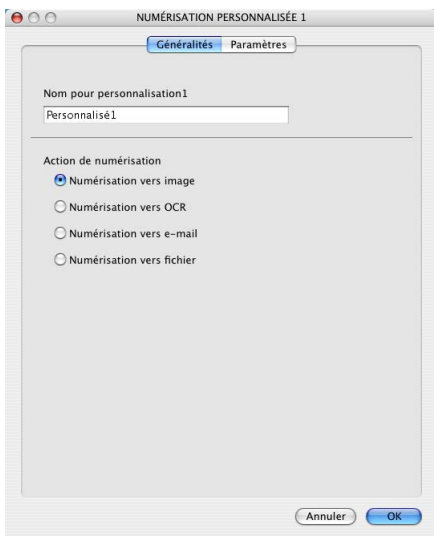 NUMÉRISATION PERSONNALISÉE 1
Généralités Paramètres
Nom pour personnalisation1
Personnalisé1
Action de numérisation
Numérisation vers image
Numérisation vers OCR
Numérisation vers e-mail
Numérisation vers fichier
Annuler OK